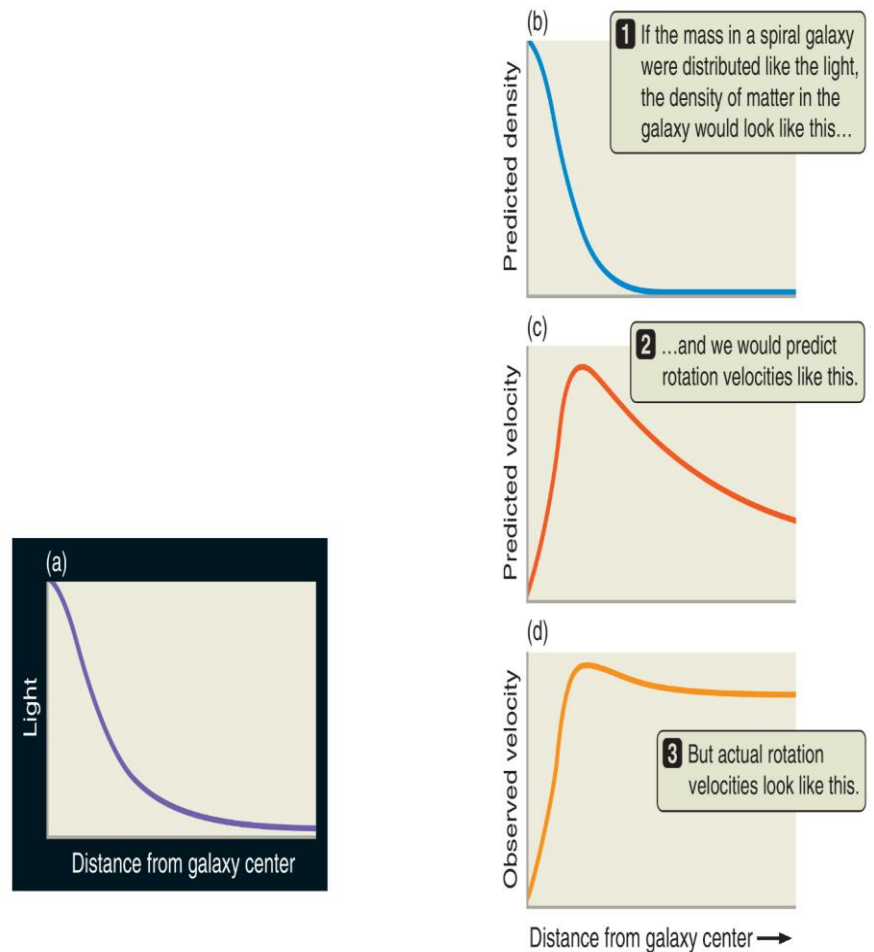 (b)
Predicted density
1 If the mass in a spiral galaxy
were distributed like the light,
the density of matter in the
galaxy would look like this…
(c)
Predicted velocity
2 …and we would predict
rotation velocities like this.
(a)
Light
Distance from galaxy center
(d)
Observed velocity
3 But actual rotation
velocities look like this.
Distance from galaxy center